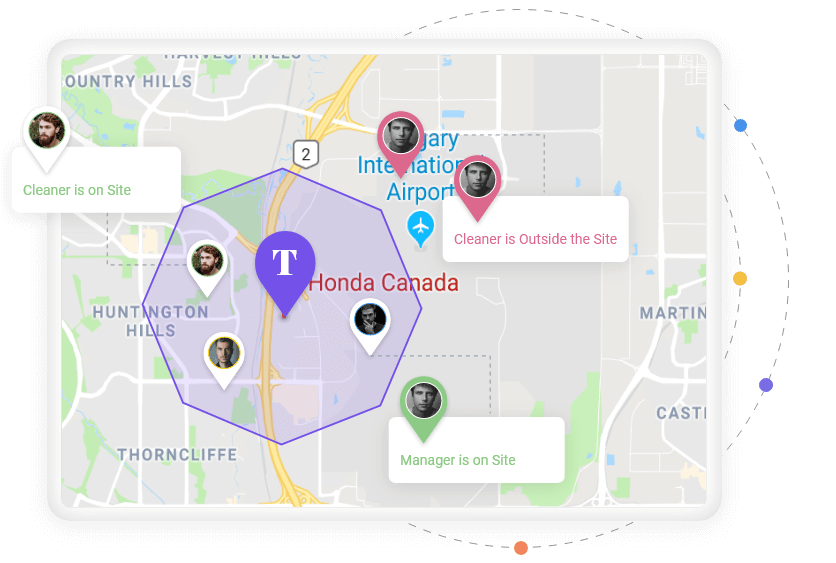 HARVEST HILLS
OUNTRY HILLS
2
gary
International
Airport
Cleaner is on Site
Cleaner is Outside the Site
T
Honda Canada
HUNTINGTON
HILLS
MARTIN
CASTL
Manager is on Site
THORNCLIFFE